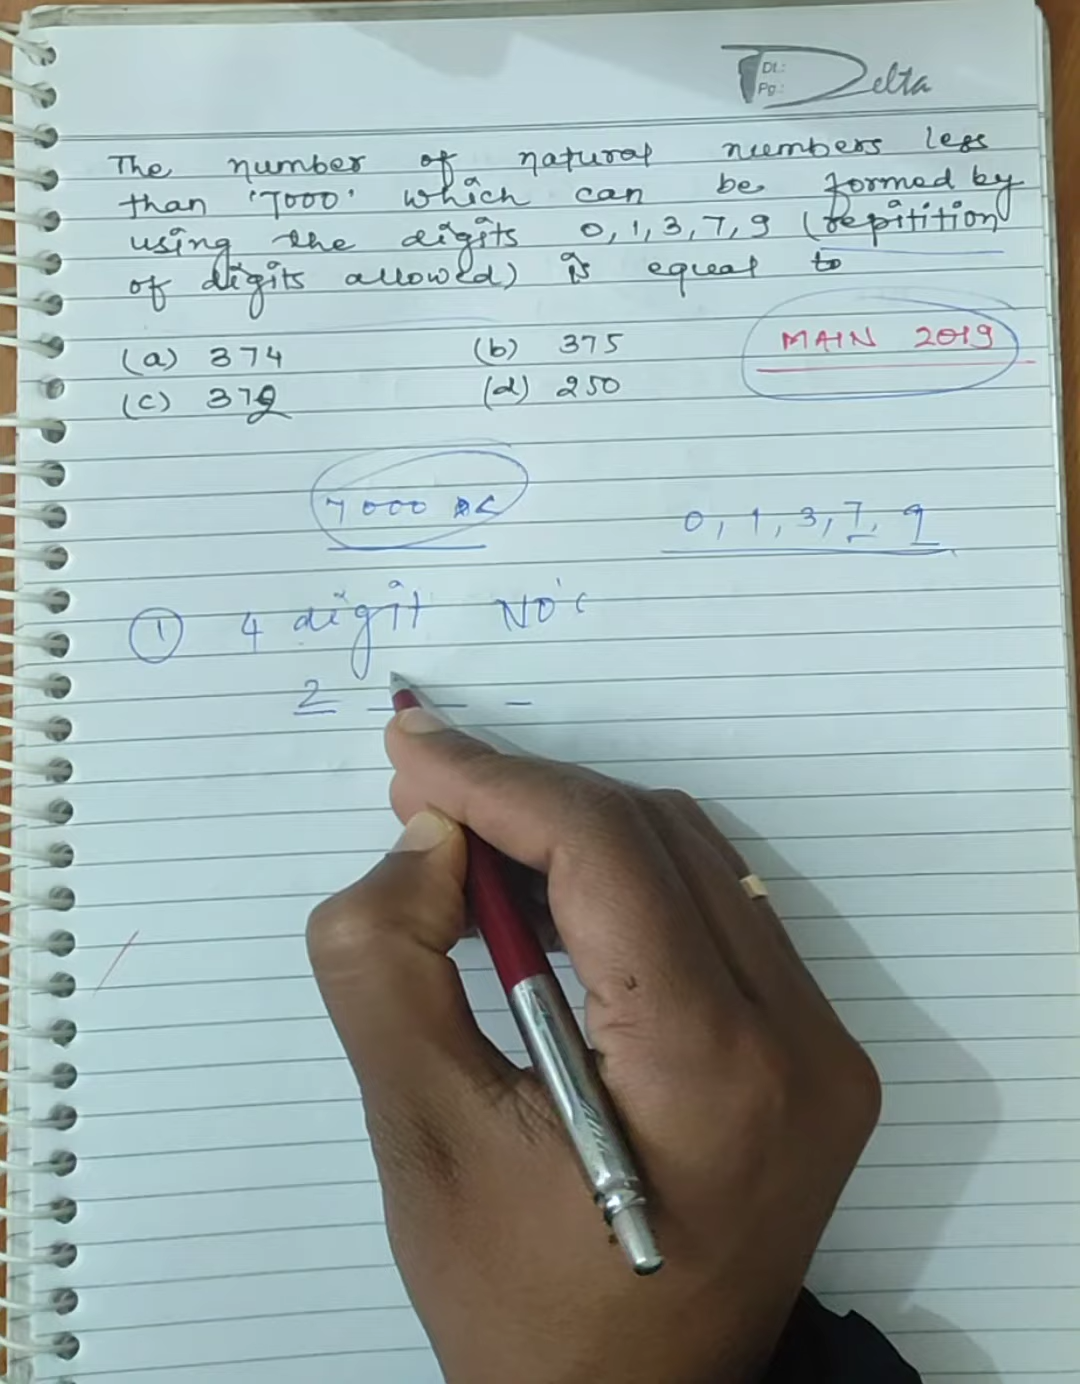 Dt.:
Pg.:
Delta
The number of natural numbers less
than '7000' which can be formed by
using the digits 0, 1, 3, 7, 9 (repitition
of digits allowed) is equal to
(a) 374 (b) 375
MAIN 2019
(c) 372 (d) 250
7000 <
0, 1, 3, 7, 9
① 4 digit No's
2 _ _ _